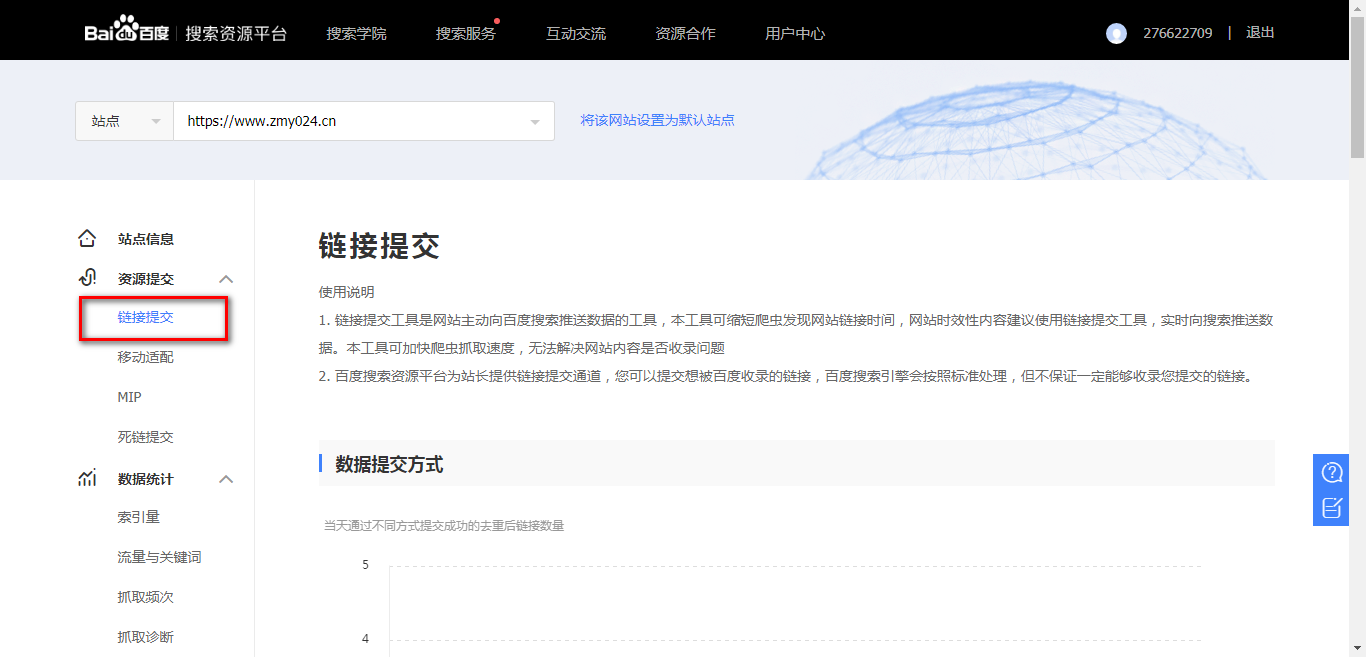 Bai du 百度 | 搜索资源平台 搜索学院 搜索服务 互动交流 资源合作 用户中心 276622709 | 退出
站点 https://www.zmy024.cn 将该网站设置为默认站点
站点信息
资源提交
链接提交
移动适配
MIP
死链提交
数据统计
索引量
流量与关键词
抓取频次
抓取诊断
链接提交
使用说明
1. 链接提交工具是网站主动向百度搜索推送数据的工具，本工具可缩短爬虫发现网站链接时间，网站时效性内容建议使用链接提交工具，实时向搜索推送数
据。本工具可加快爬虫抓取速度，无法解决网站内容是否收录问题
2. 百度搜索资源平台为站长提供链接提交通道，您可以提交想被百度收录的链接，百度搜索引擎会按照标准处理，但不保证一定能够收录您提交的链接。
数据提交方式
当天通过不同方式提交成功的去重后链接数量
5
4